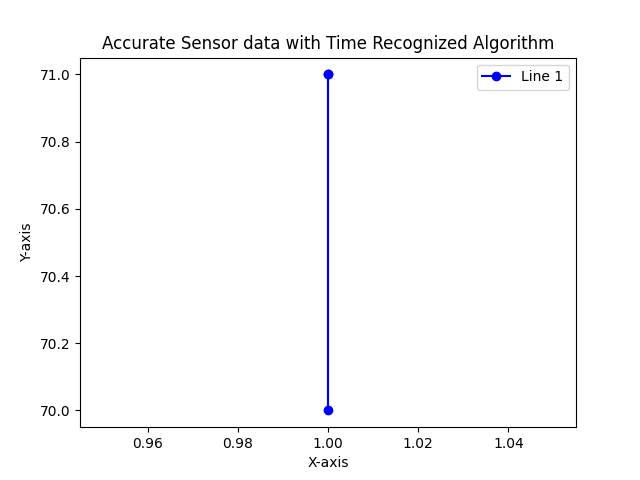 Accurate Sensor data with Time Recognized Algorithm
Line 1
71.0
70.8
70.6
70.4
70.2
70.0
Y-axis
0.96
0.98
1.00
1.02
1.04
X-axis